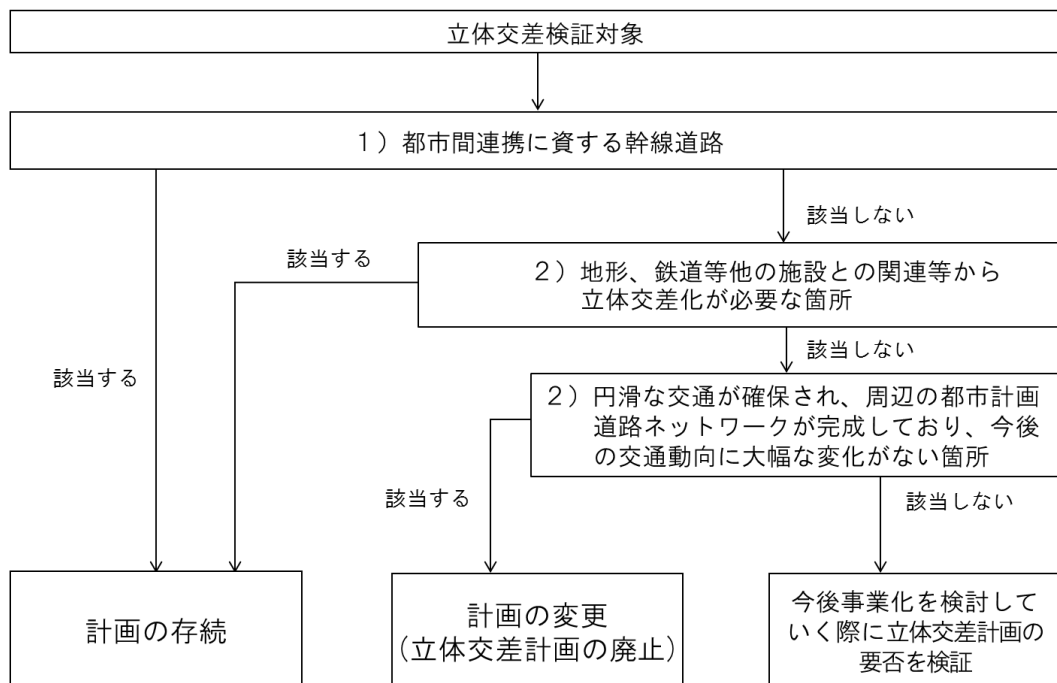 立体交差検証対象
１）都市間連携に資する幹線道路
該当しない
該当する
２）地形、鉄道等他の施設との関連等から
立体交差化が必要な箇所
該当しない
該当する
２）円滑な交通が確保され、周辺の都市計画
道路ネットワークが完成しており、今後
の交通動向に大幅な変化がない箇所
該当する
該当しない
計画の存続
計画の変更
（立体交差計画の廃止）
今後事業化を検討して
いく際に立体交差計画の
要否を検証